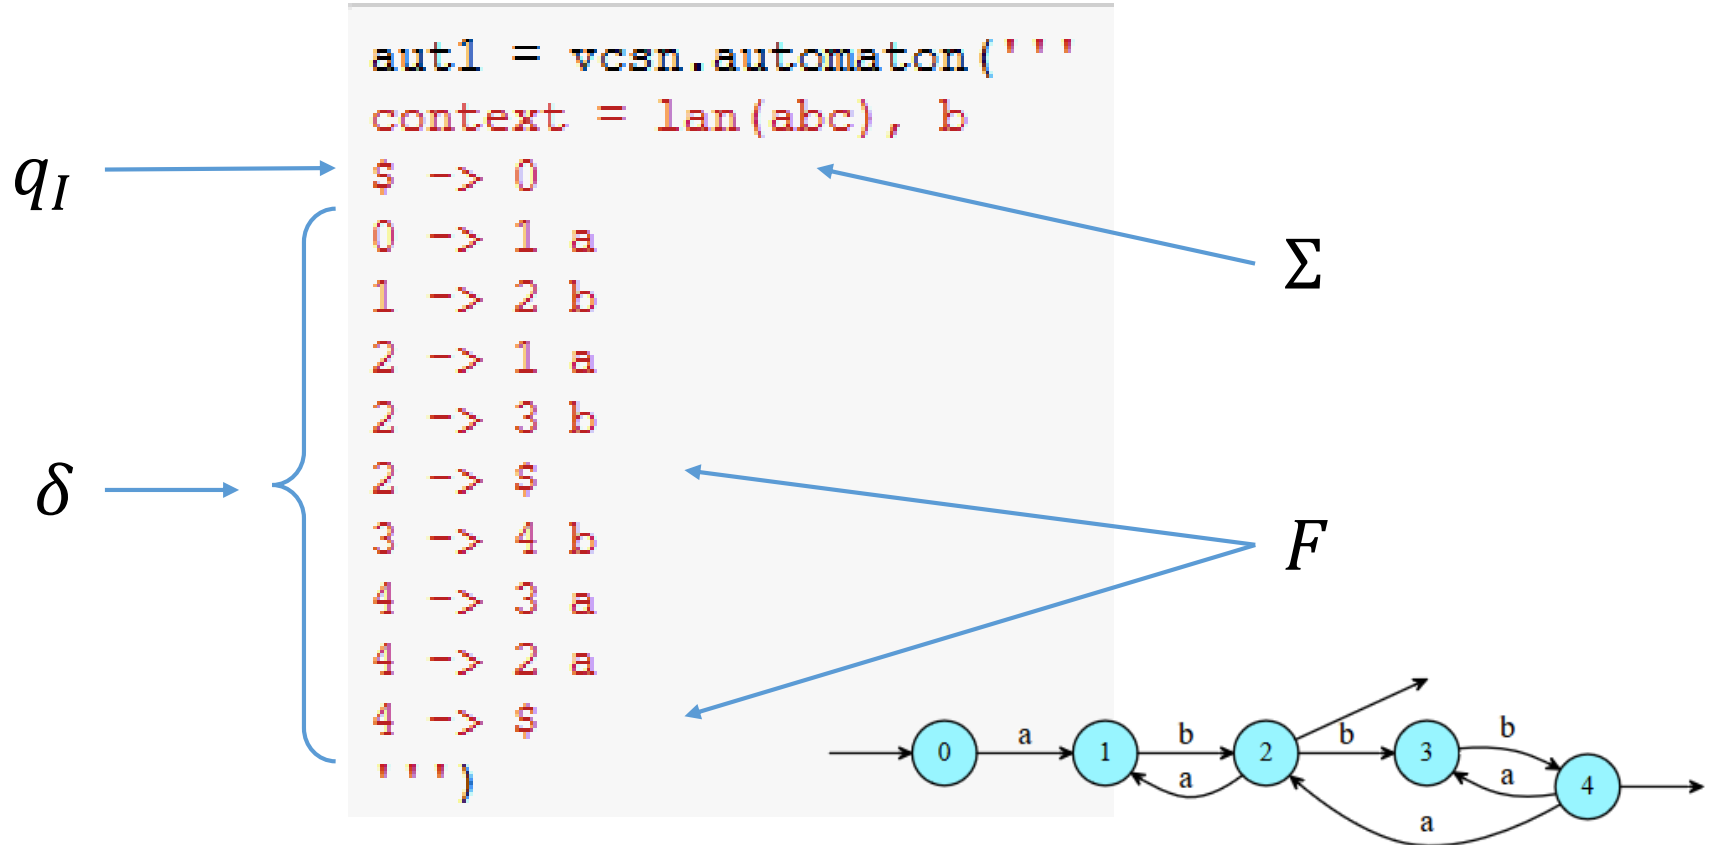 aut1 = vcsn.automaton('''
context = lan(abc), b
$ -> 0
0 -> 1 a
1 -> 2 b
2 -> 1 a
2 -> 3 b
2 -> $
3 -> 4 b
4 -> 3 a
4 -> 2 a
4 -> $
''')
q_I
δ
Σ
F
0 a 1 b 2 b 3 b 4
a a
a